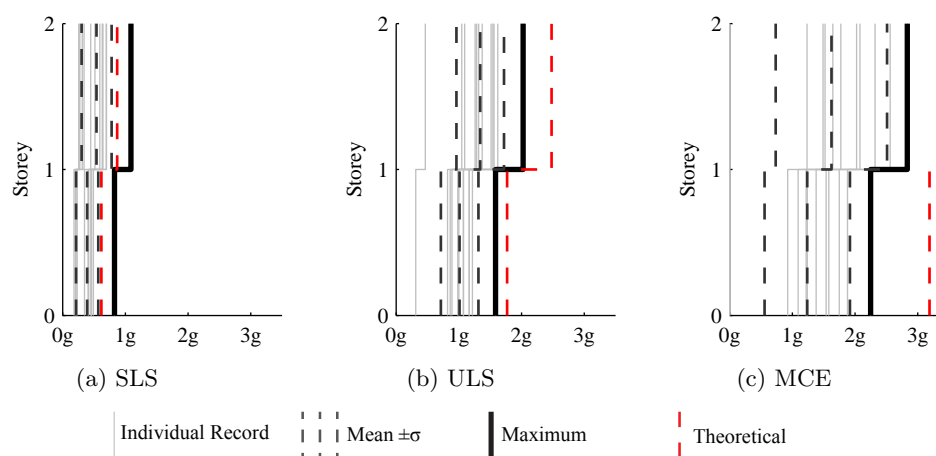 2
1
0
Storey
0g 1g 2g 3g
(a) SLS
2
1
0
Storey
0g 1g 2g 3g
(b) ULS
2
1
0
Storey
0g 1g 2g 3g
(c) MCE
Individual Record Mean ±σ Maximum Theoretical